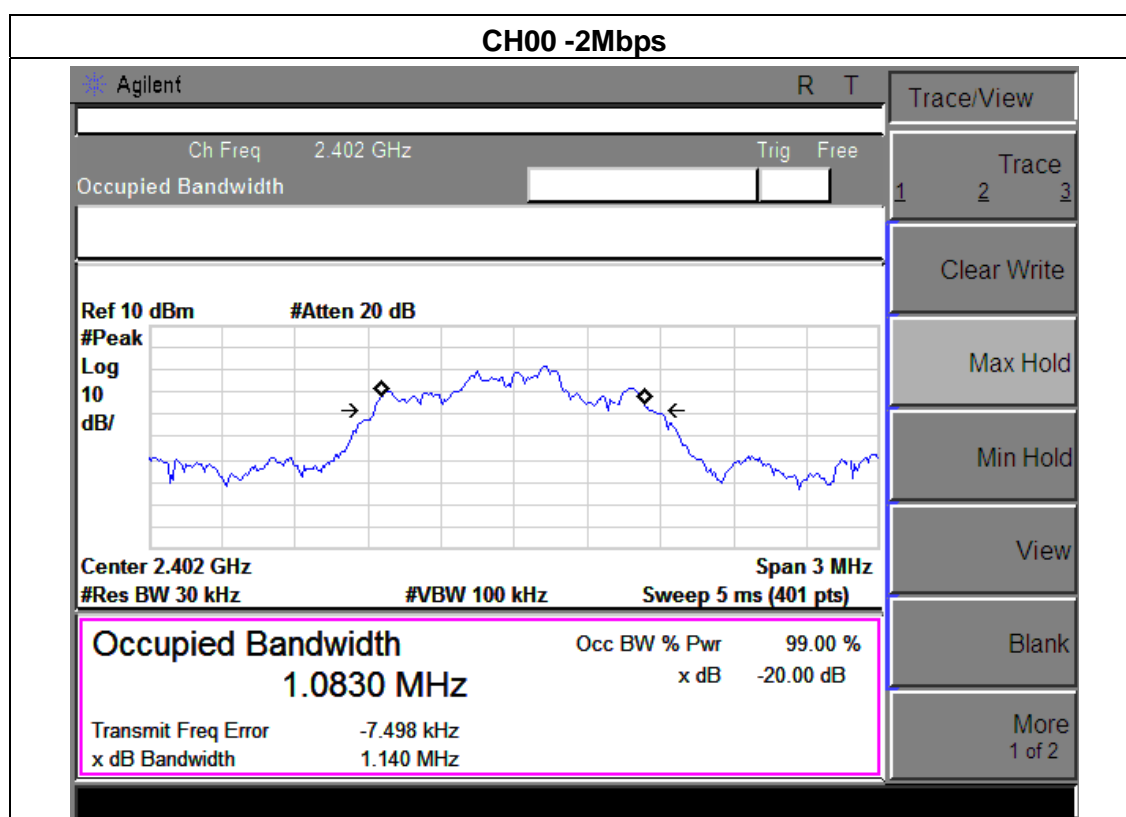 CH00 -2Mbps
Agilent R T
Trace/View
Ch Freq 2.402 GHz Trig Free
Occupied Bandwidth
Trace
1 2 3
Clear Write
Ref 10 dBm #Atten 20 dB
#Peak
Log
10
dB/
Max Hold
Min Hold
View
Center 2.402 GHz Span 3 MHz
#Res BW 30 kHz #VBW 100 kHz Sweep 5 ms (401 pts)
Occupied Bandwidth
1.0830 MHz
Occ BW % Pwr 99.00 %
x dB -20.00 dB
Blank
Transmit Freq Error -7.498 kHz
x dB Bandwidth 1.140 MHz
More
1 of 2